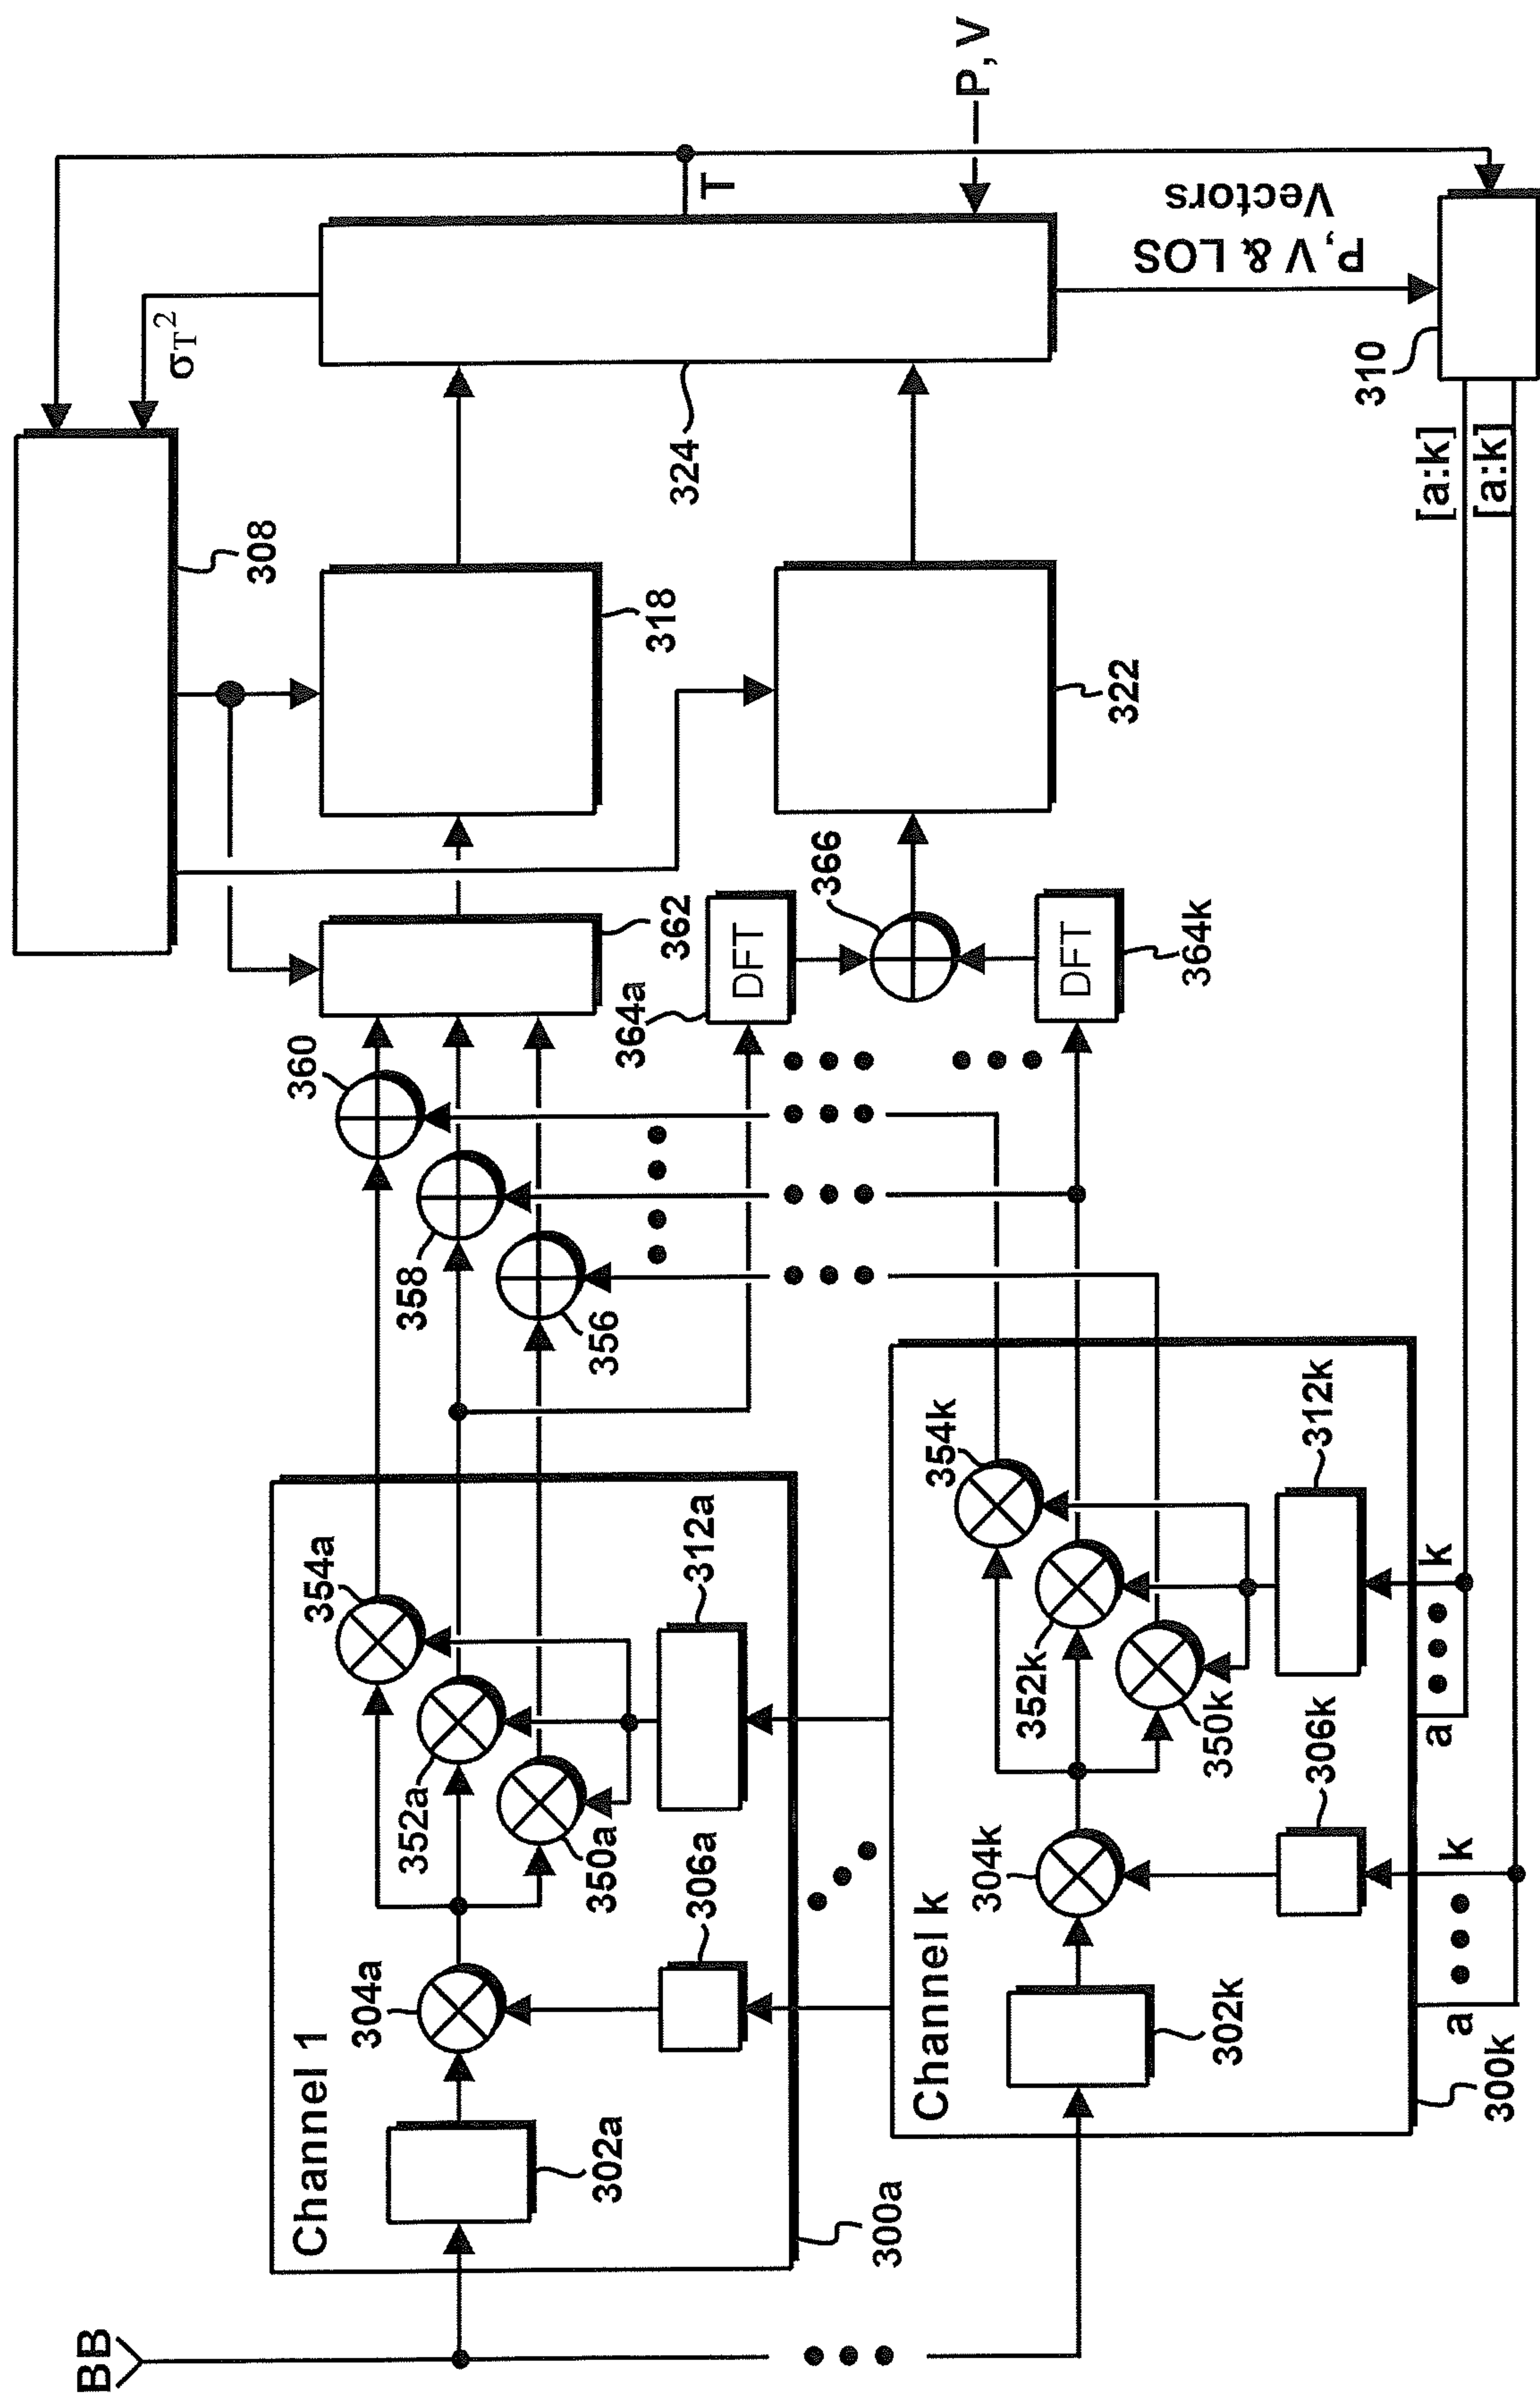 BB
Channel 1
300a
302a
304a
306a
350a
352a
354a
312a
Channel k
300k
302k
304k
306k
350k
352k
354k
312k
a
k
a
k
356
358
360
362
364a
DFT
364k
DFT
366
308
318
322
324
σT²
T
P, V
P, V & LOS
Vectors
310
[a:k]
[a:k]